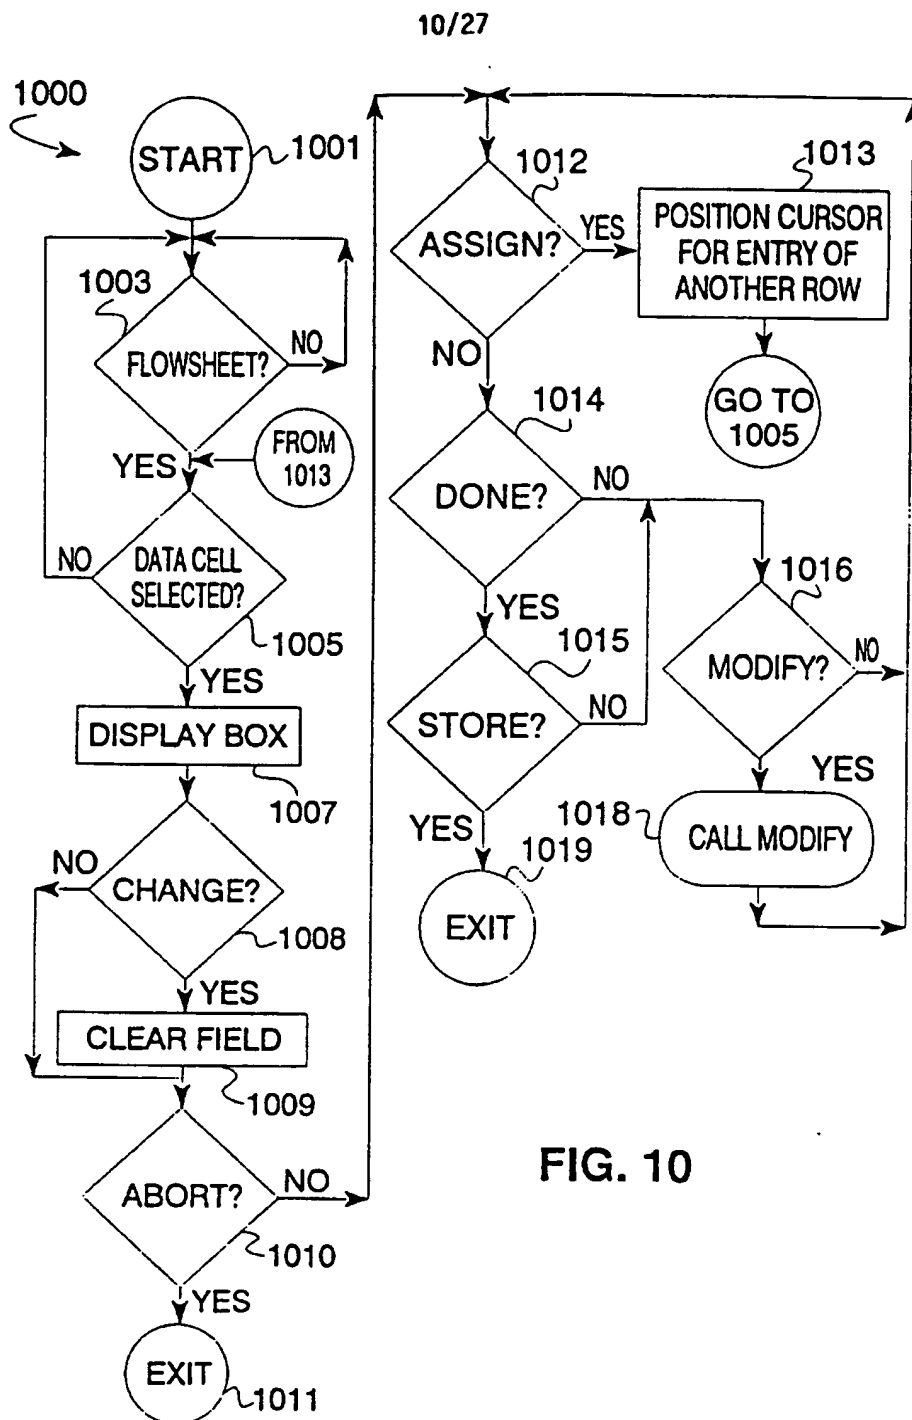 10/27
1000
START
1001
1003
FLOWSHEET?
NO
YES
FROM
1013
NO
DATA CELL
SELECTED?
1005
YES
DISPLAY BOX
1007
NO
CHANGE?
1008
YES
CLEAR FIELD
1009
ABORT?
NO
1010
YES
EXIT
1011
1012
ASSIGN?
YES
1013
POSITION CURSOR
FOR ENTRY OF
ANOTHER ROW
NO
GO TO
1005
1014
DONE?
NO
YES
1015
STORE?
NO
1016
MODIFY?
NO
YES
YES
1018
CALL MODIFY
1019
EXIT
FIG. 10